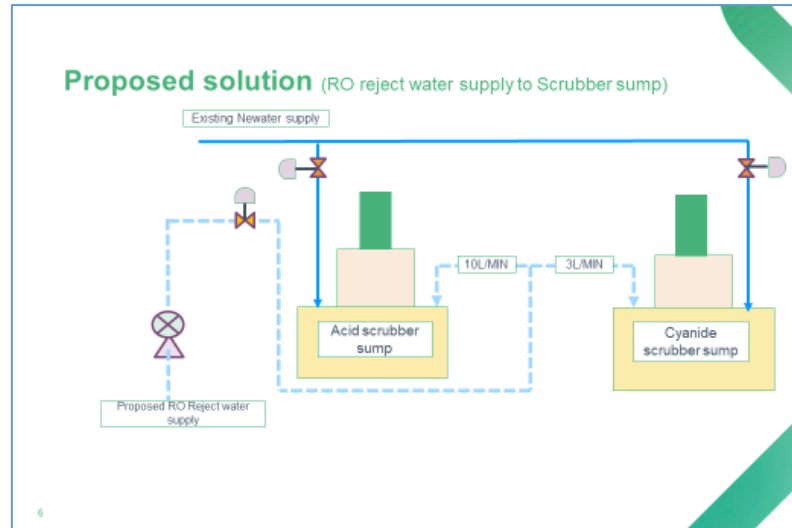 Proposed solution (RO reject water supply to Scrubber sump)
Existing Newater supply
10L/MIN
3L/MIN
Acid scrubber
sump
Cyanide
scrubber sump
Proposed RO Reject water
supply
6